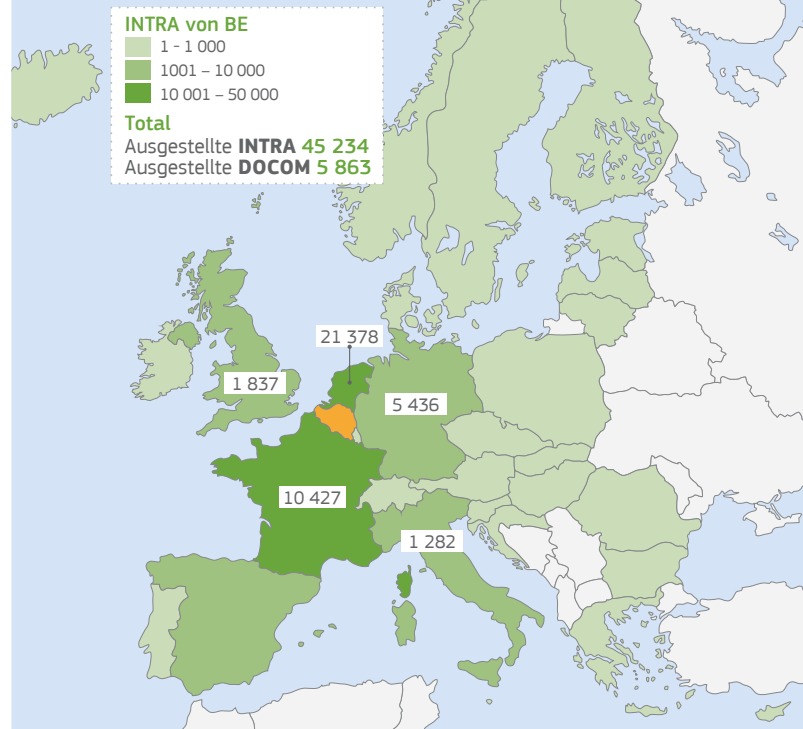 INTRA von BE
1 - 1 000
1001 – 10 000
10 001 – 50 000
Total
Ausgestellte INTRA 45 234
Ausgestellte DOCOM 5 863
21 378
1 837
5 436
10 427
1 282